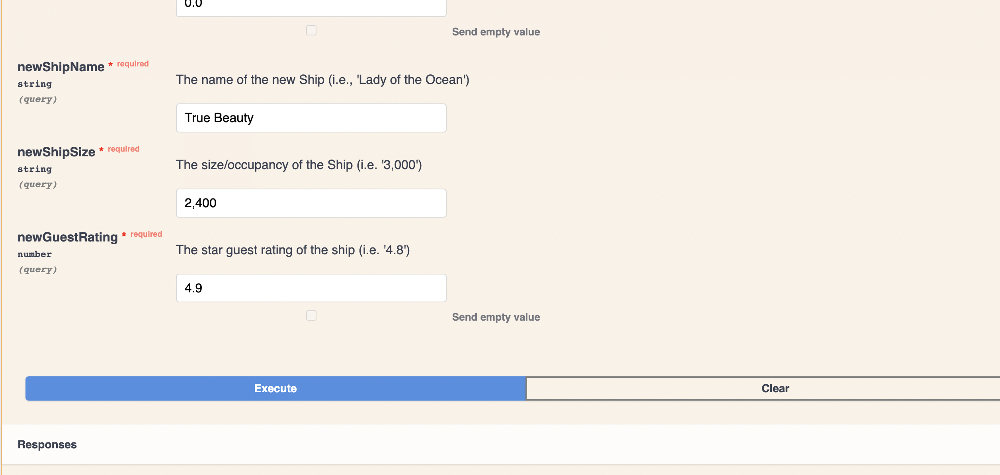 0.0
Send empty value
newShipName * required
string
(query)
The name of the new Ship (i.e., 'Lady of the Ocean')
True Beauty
newShipSize * required
string
(query)
The size/occupancy of the Ship (i.e. '3,000')
2,400
newGuestRating * required
number
(query)
The star guest rating of the ship (i.e. '4.8')
4.9
Send empty value
Execute
Clear
Responses